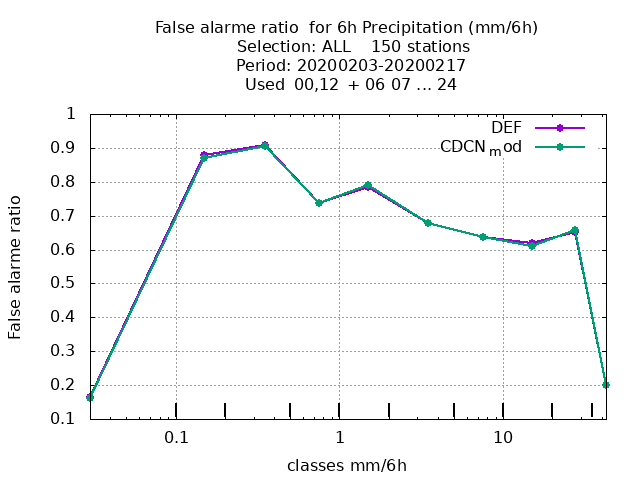 False alarme ratio  for 6h Precipitation (mm/6h)
Selection: ALL    150 stations
Period: 20200203-20200217
Used  00,12  + 06 07 ... 24
DEF
CDCN_mod
1
0.9
0.8
0.7
0.6
0.5
0.4
0.3
0.2
0.1
False alarme ratio
0.1
1
10
classes mm/6h